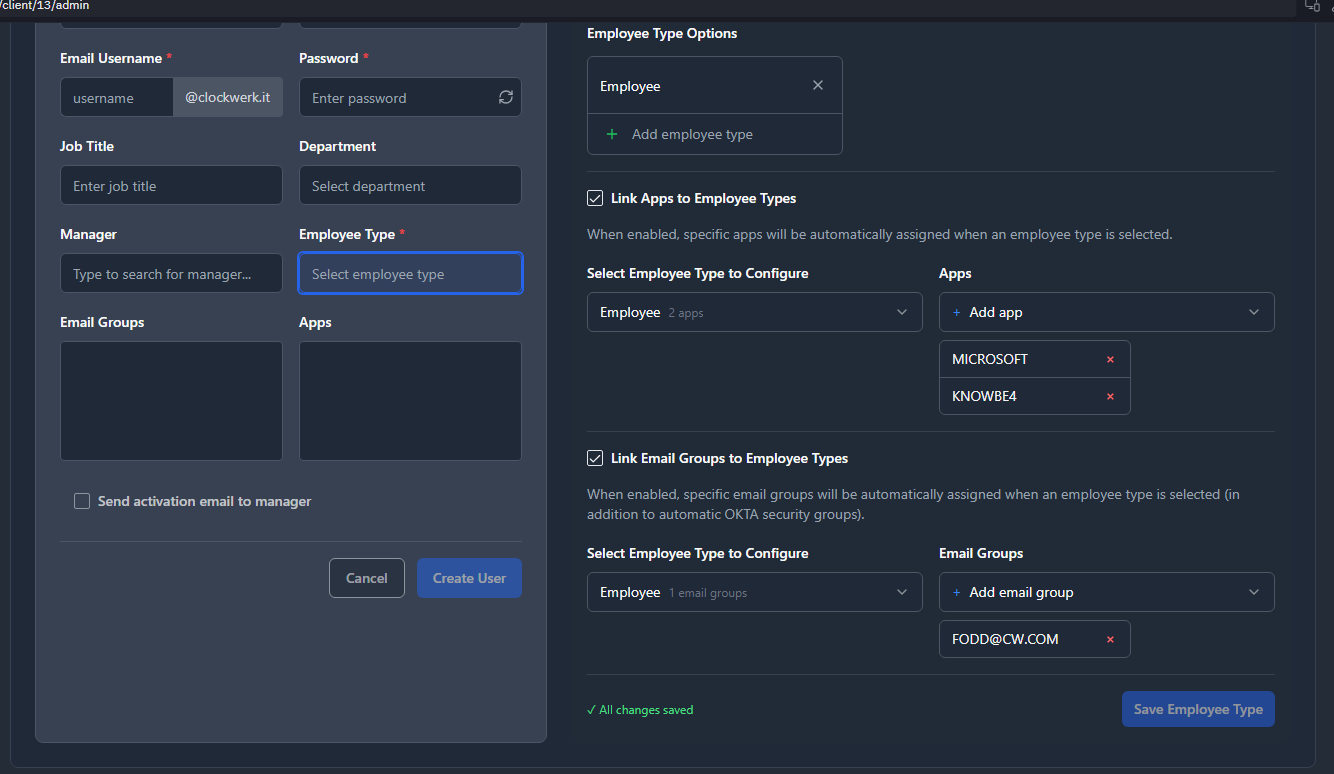 /client/13/admin
Email Username *
Password *
username
@clockwerk.it
Enter password
Job Title
Department
Enter job title
Select department
Manager
Employee Type *
Type to search for manager...
Select employee type
Email Groups
Apps
Send activation email to manager
Cancel
Create User
Employee Type Options
Employee
+ Add employee type
Link Apps to Employee Types
When enabled, specific apps will be automatically assigned when an employee type is selected.
Select Employee Type to Configure
Apps
Employee 2 apps
+ Add app
MICROSOFT
KNOWBE4
Link Email Groups to Employee Types
When enabled, specific email groups will be automatically assigned when an employee type is selected (in
addition to automatic OKTA security groups).
Select Employee Type to Configure
Email Groups
Employee 1 email groups
+ Add email group
FODD@CW.COM
✓ All changes saved
Save Employee Type